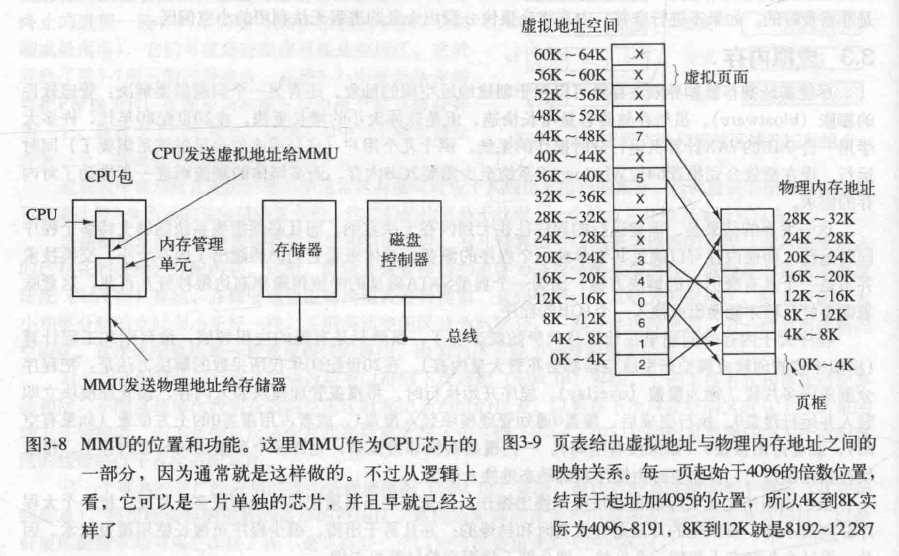 CPU发送虚拟地址给MMU
CPU包
CPU
内存管理
单元
存储器
磁盘
控制器
总线
MMU发送物理地址给存储器
图3-8 MMU的位置和功能。这里MMU作为CPU芯片的
一部分，因为通常就是这样做的。不过从逻辑上
看，它可以是一片单独的芯片，并且早就已经这
样了
虚拟地址空间
60K～64K X
56K～60K X
52K～56K X
48K～52K X
44K～48K 7
40K～44K X
36K～40K 5
32K～36K X
28K～32K X
24K～28K X
20K～24K 3
16K～20K 4
12K～16K 0
8K～12K 6
4K～8K 1
0K～4K 2
虚拟页面
物理内存地址
28K～32K
24K～28K
20K～24K
16K～20K
12K～16K
8K～12K
4K～8K
0K～4K
页框
图3-9 页表给出虚拟地址与物理内存地址之间的
映射关系。每一页起始于4096的倍数位置，
结束于起址加4095的位置，所以4K到8K实
际为4096~8191，8K到12K就是8192~12 287